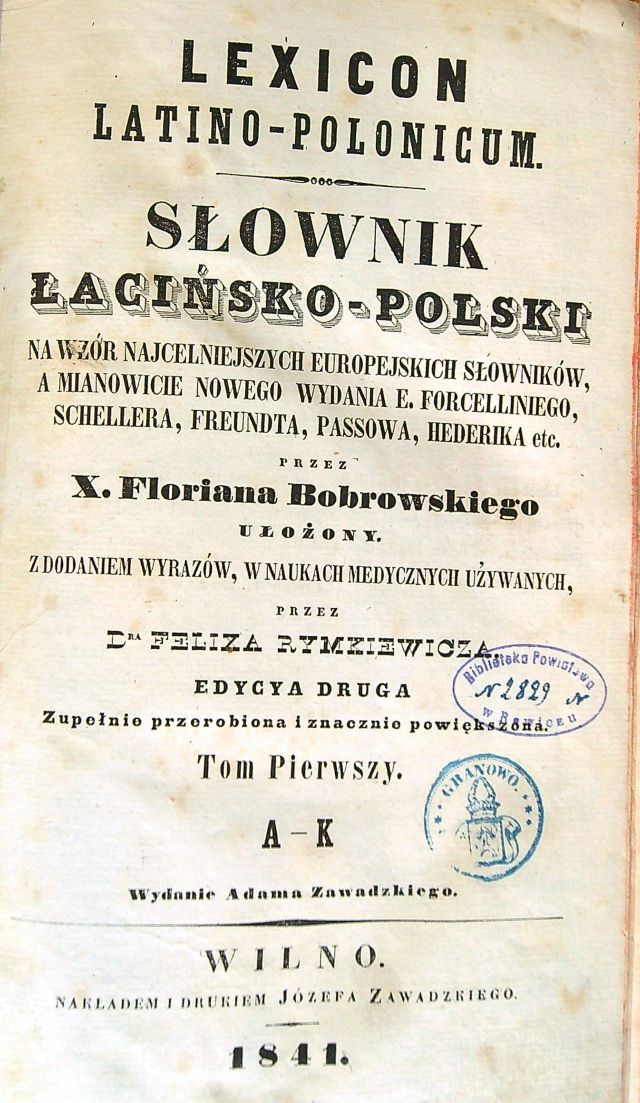 LEXICON
LATINO-POLONICUM.
SŁOWNIK
ŁACIŃSKO-POLSKI
NA WZÓR NAJCELNIEJSZYCH EUROPEJSKICH SŁOWNIKÓW,
A MIANOWICIE NOWEGO WYDANIA E. FORCELLINIEGO,
SCHELLERA, FREUNDTA, PASSOWA, HEDERIKA etc.
PRZEZ
X. Floriana Bobrowskiego
UŁOŻONY.
Z DODANIEM WYRAZÓW, W NAUKACH MEDYCZNYCH UŻYWANYCH,
PRZEZ
DRA FELIXA RYMKIEWICZA.
Biblioteka Powiatowa
N 2829 N
w Rawiczu
EDYCYA DRUGA
Zupełnie przerobiona i znacznie powiększona.
Tom Pierwszy.
GRANOWO.
A-K
Wydanie Adama Zawadzkiego.
WILNO.
NAKŁADEM I DRUKIEM JÓZEFA ZAWADZKIEGO.
1841.